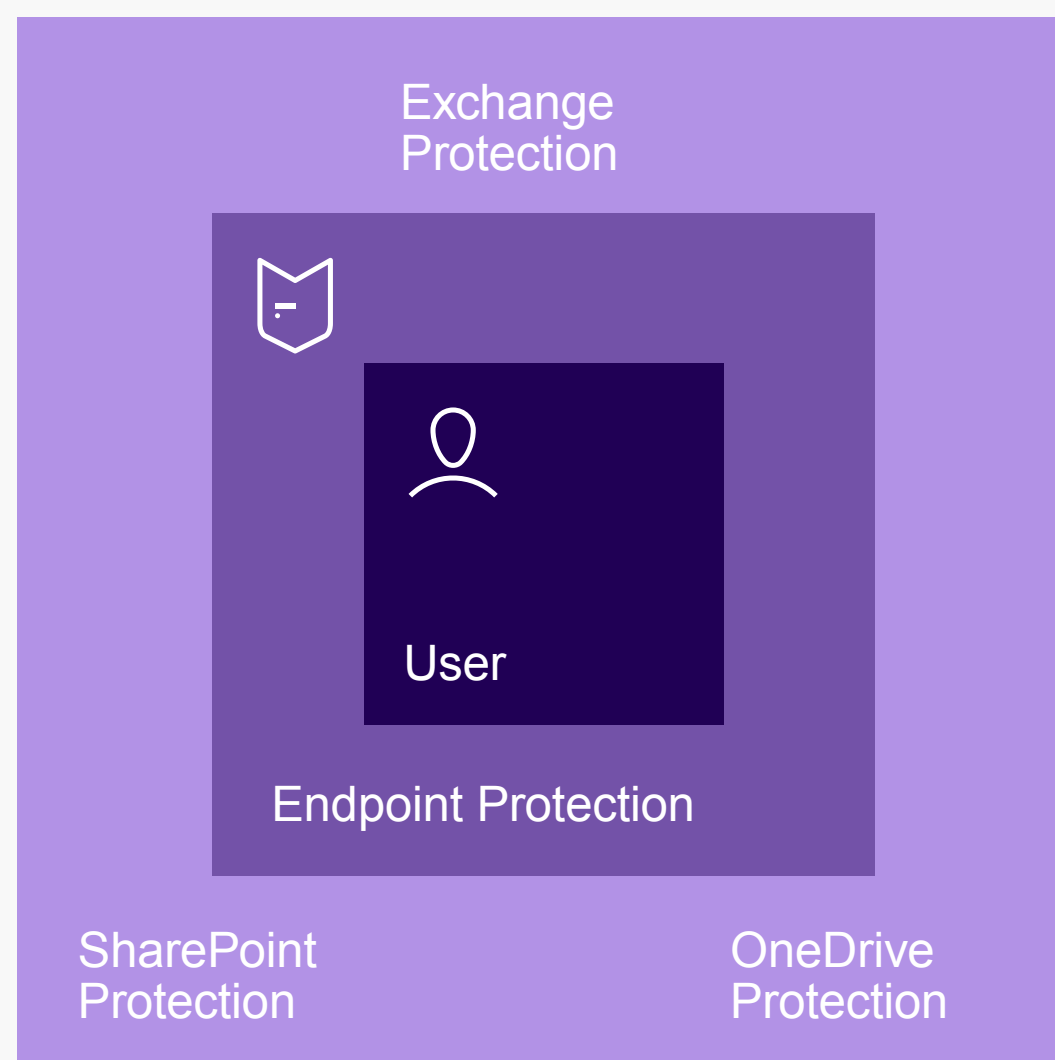 Exchange
Protection
User
Endpoint Protection
SharePoint
Protection
OneDrive
Protection